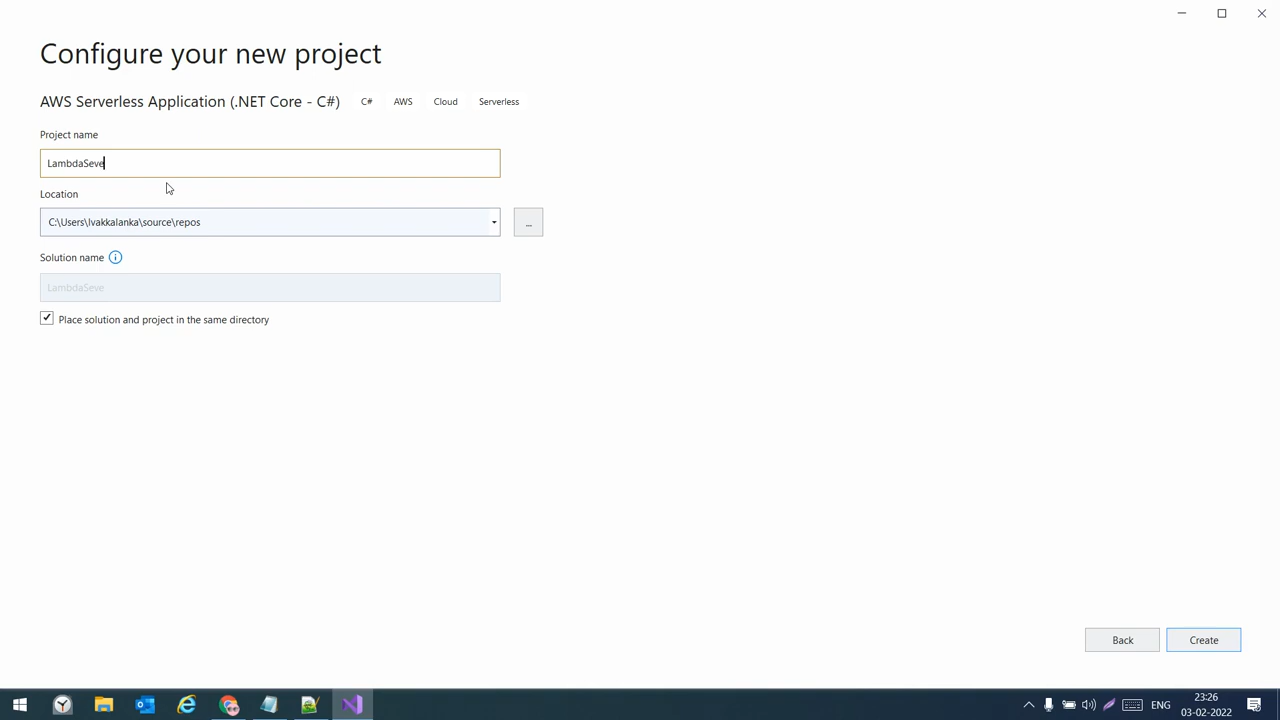 Configure your new project
AWS Serverless Application (.NET Core - C#) C# AWS Cloud Serverless
Project name
LambdaSeve
Location
C:\Users\lvakkalanka\source\repos
...
Solution name
LambdaSeve
Place solution and project in the same directory
Back Create
ENG
23:26
03-02-2022